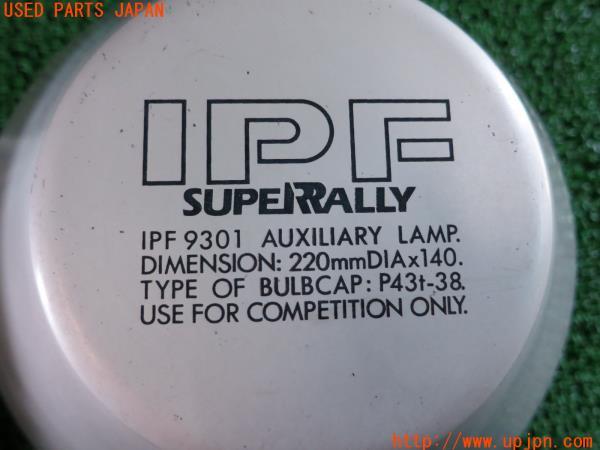 USED PARTS JAPAN
IPF
SUPERRALLY
IPF 9301 AUXILIARY LAMP.
DIMENSION: 220mmDIAx140.
TYPE OF BULBCAP: P43t-38.
USE FOR COMPETITION ONLY.
http://www.upjpn.com/